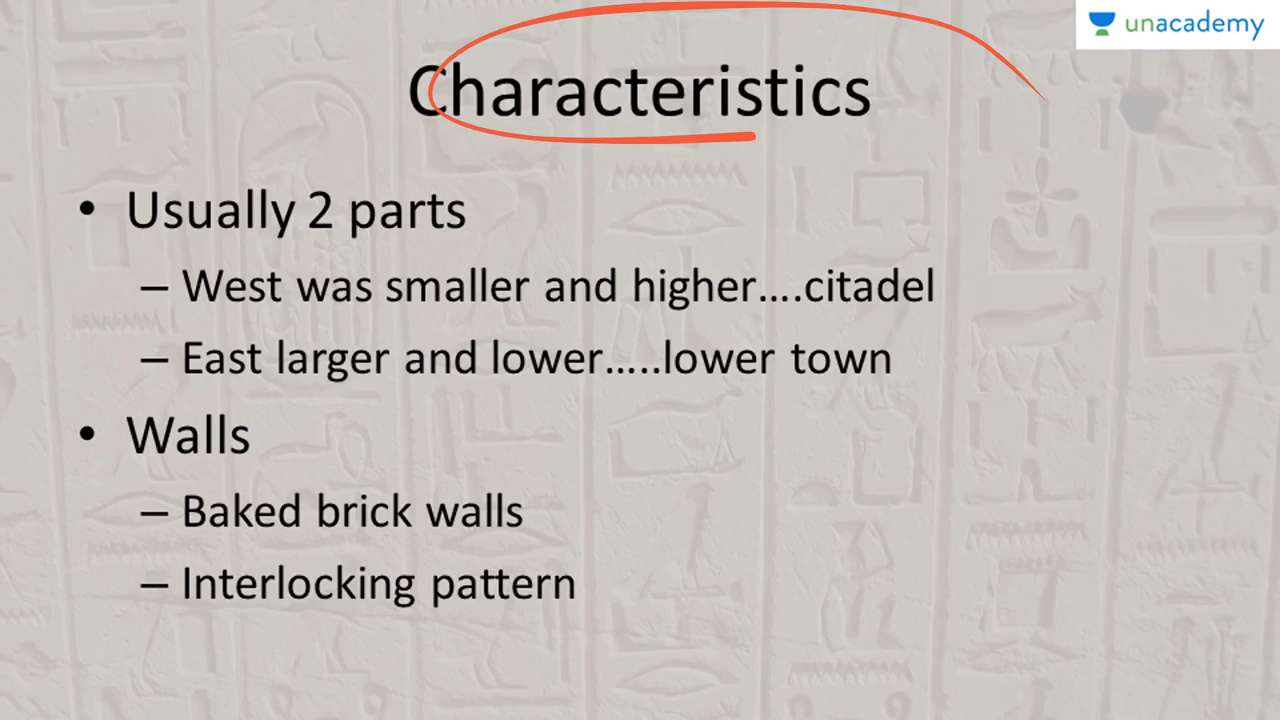 unacademy
Characteristics
• Usually 2 parts
– West was smaller and higher....citadel
– East larger and lower.....lower town
• Walls
– Baked brick walls
– Interlocking pattern